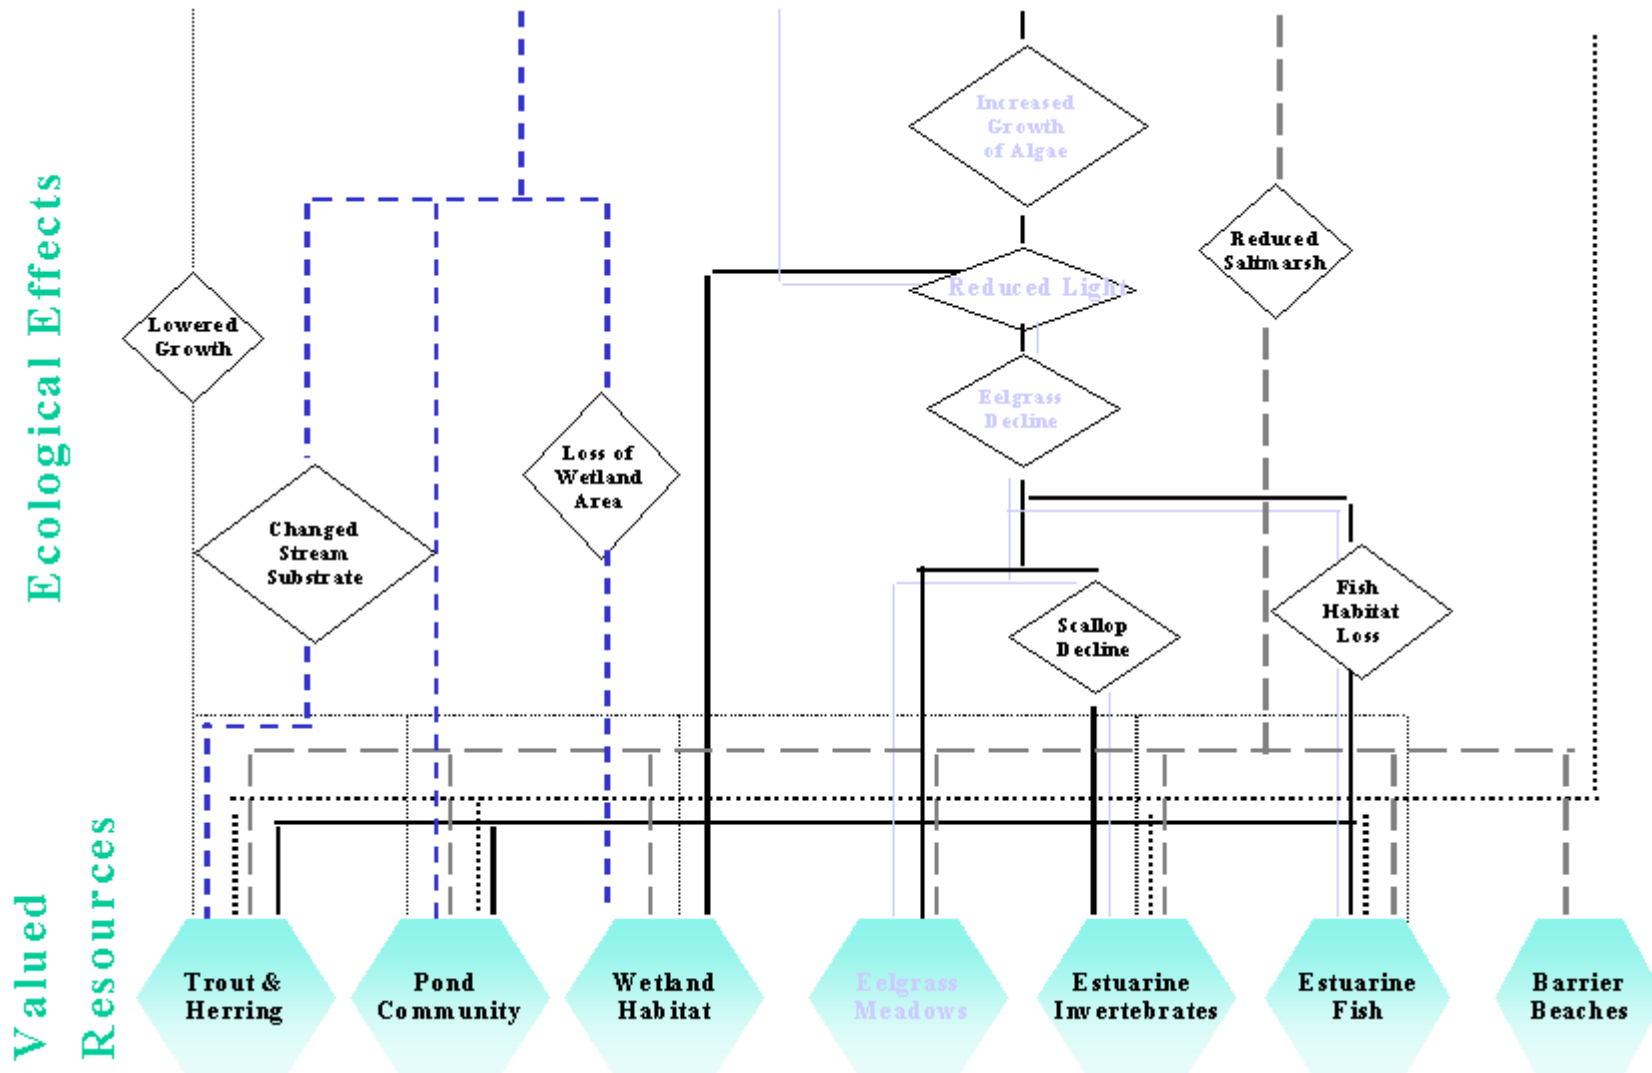 Ecological Effects
Increased
Growth
of Algae
Reduced
Saltmarsh
Reduced Light
Lowered
Growth
Eelgrass
Decline
Loss of
Wetland
Area
Changed
Stream
Substrate
Fish
Habitat
Loss
Scallop
Decline
Valued
Resources
Trout &
Herring
Pond
Community
Wetland
Habitat
Eelgrass
Meadows
Estuarine
Invertebrates
Estuarine
Fish
Barrier
Beaches